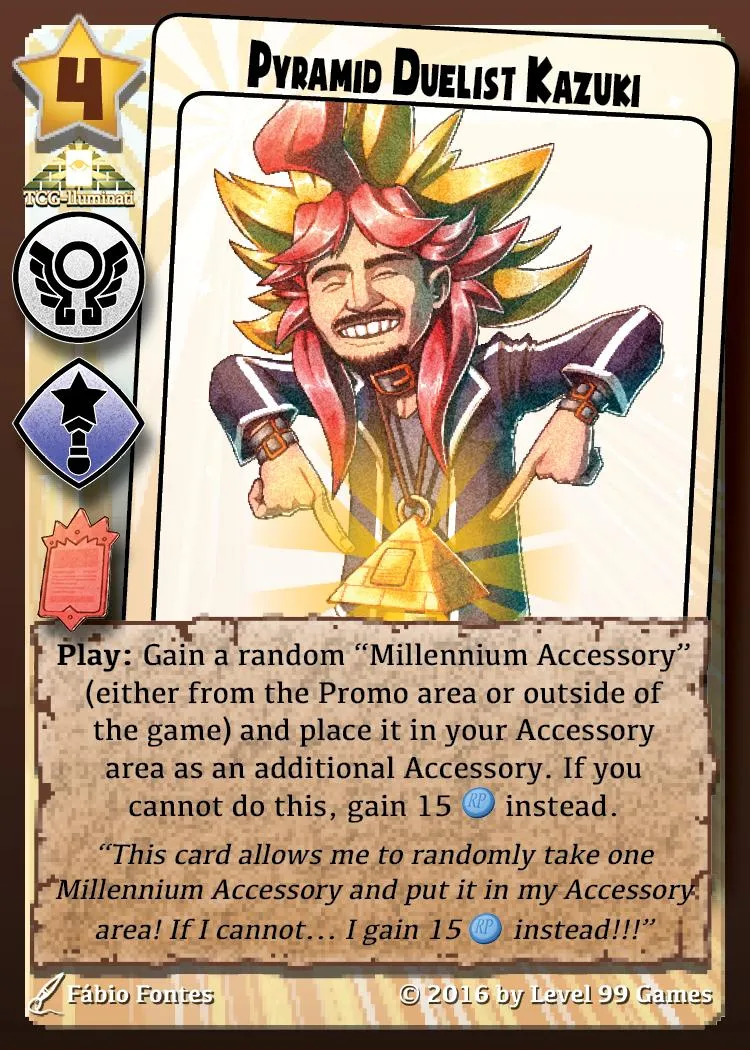 4
PYRAMID DUELIST KAZUKI
TCG-Iluminati
Play: Gain a random “Millennium Accessory”
(either from the Promo area or outside of
the game) and place it in your Accessory
area as an additional Accessory. If you
cannot do this, gain 15 RP instead.
“This card allows me to randomly take one
Millennium Accessory and put it in my Accessory
area! If I cannot... I gain 15 RP instead!!!”
Fábio Fontes
© 2016 by Level 99 Games